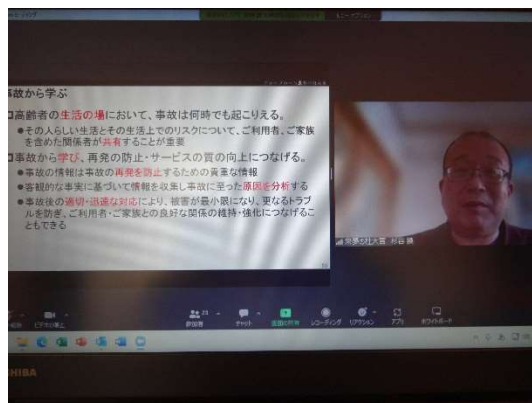 事故から学ぶ
高齢者の生活の場において、事故は何時でも起こりえる。
●その人らしい生活とその生活上でのリスクについて、ご利用者、ご家族
を含めた関係者が共有することが重要
事故から学び、再発の防止・サービスの質の向上につなげる。
●事故の情報は事故の再発を防止するための貴重な情報
●客観的な事実に基づいて情報を収集し事故に至った原因を分析する
●事故後の適切・迅速な対応により、被害が最小限になり、更なるトラブ
ルを防ぎ、ご利用者・ご家族との良好な関係の維持・強化につなげるこ
ともできる
ビデオの停止
参加者
チャット
画面の共有
レコーディング
リアクション
アプリ
ホワイトボード
SHIBA